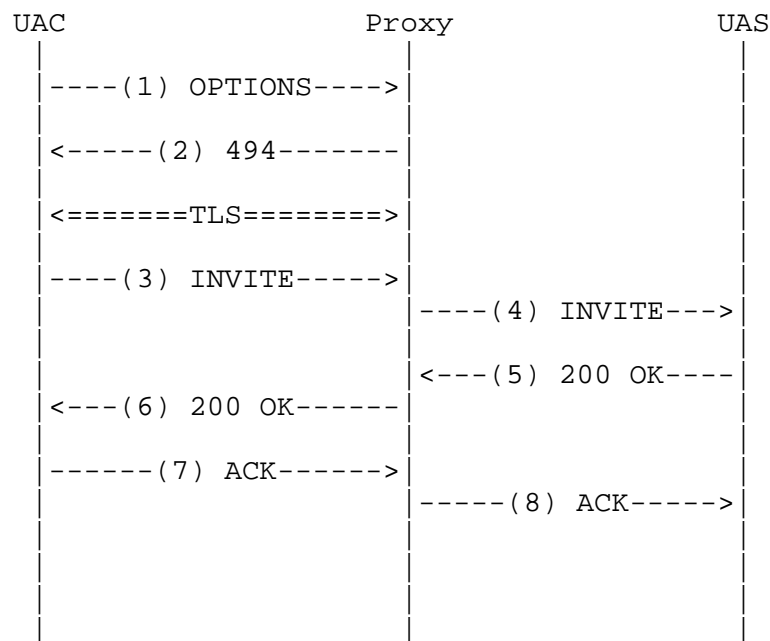 UAC Proxy UAS
----(1) OPTIONS---->
<-----(2) 494-------
<=======TLS========>
----(3) INVITE----->
----(4) INVITE--->
<---(5) 200 OK----
<---(6) 200 OK------
------(7) ACK------>
-----(8) ACK----->